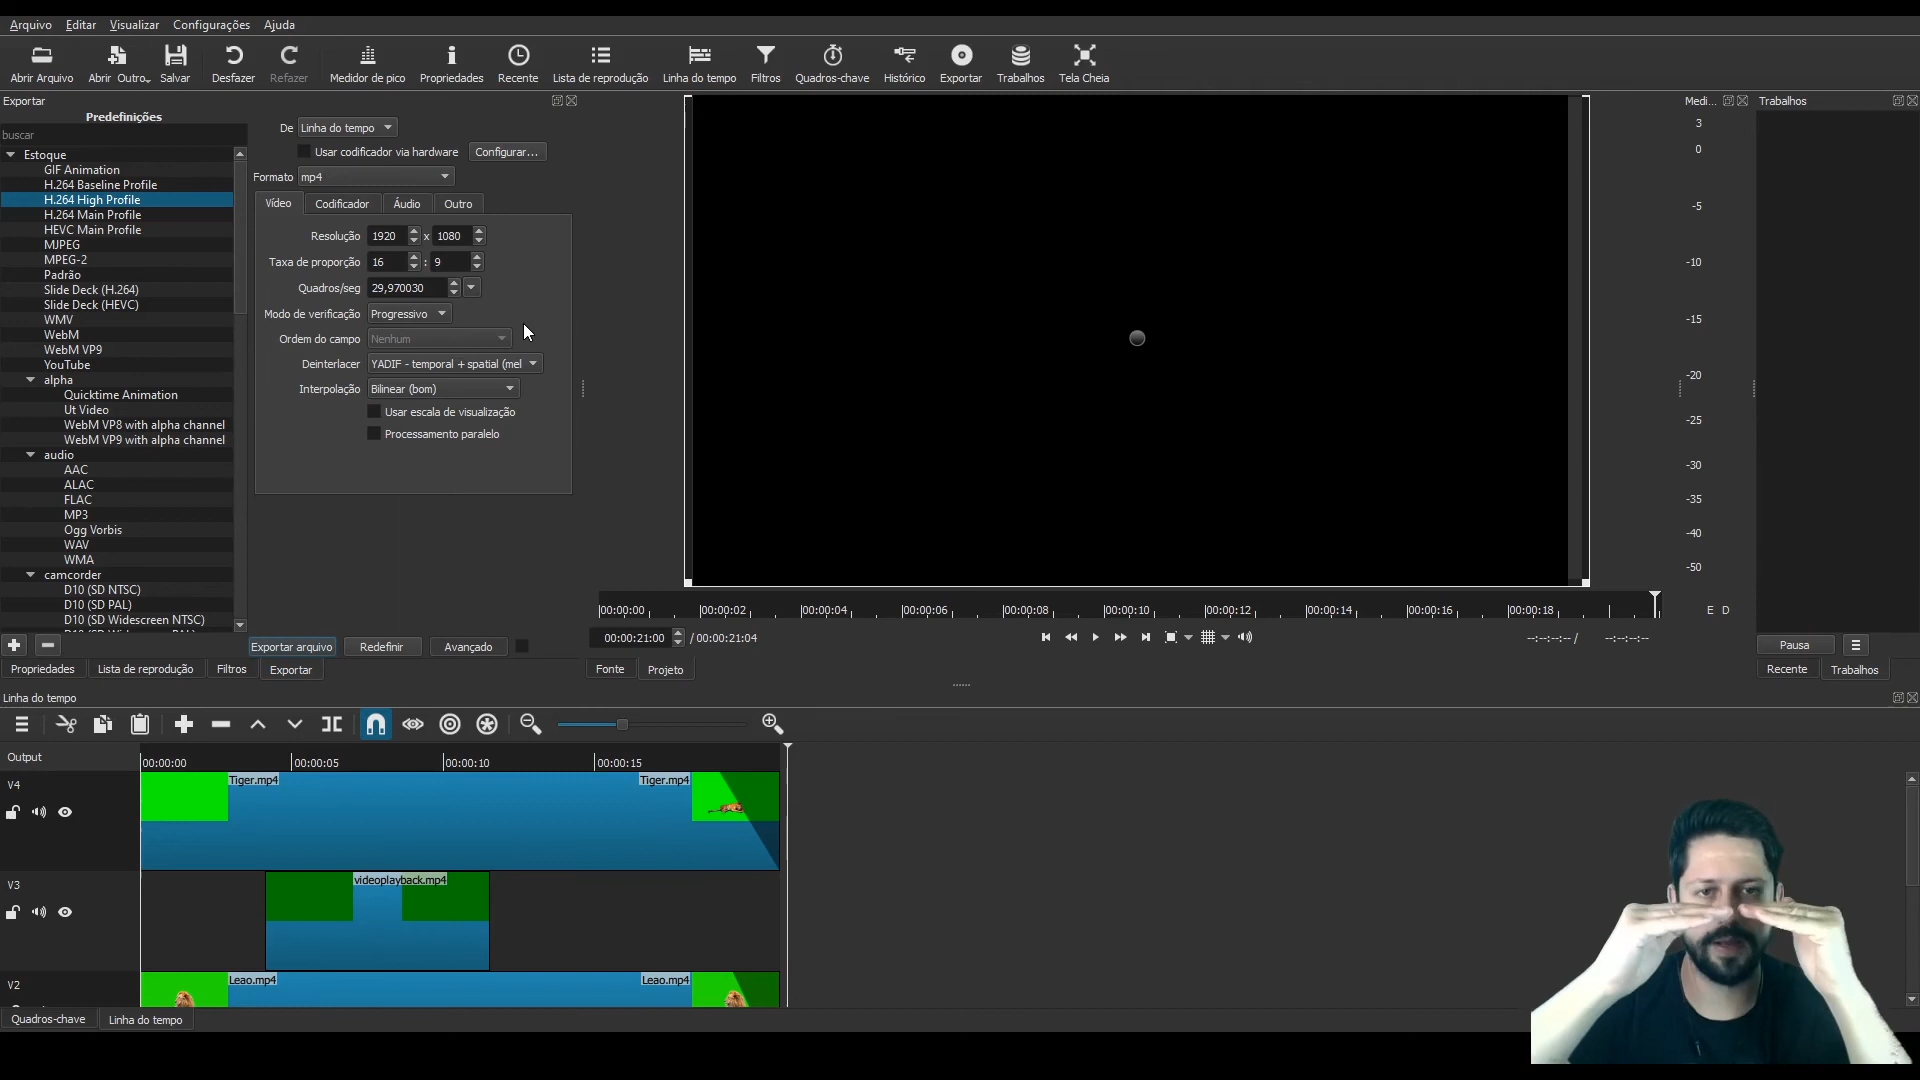 Arquivo Editar Visualizar Configurações Ajuda
Abrir Arquivo Abrir Outro Salvar Desfazer Refazer Medidor de pico Propriedades Recente Lista de reprodução Linha do tempo Filtros Quadros-chave Histórico Exportar Trabalhos Tela Cheia
Exportar
Predefinições
buscar
Estoque
GIF Animation
H.264 Baseline Profile
H.264 High Profile
H.264 Main Profile
HEVC Main Profile
MJPEG
MPEG-2
Padrão
Slide Deck (H.264)
Slide Deck (HEVC)
WMV
WebM
WebM VP9
YouTube
alpha
Quicktime Animation
Ut Video
WebM VP8 with alpha channel
WebM VP9 with alpha channel
audio
AAC
ALAC
FLAC
MP3
Ogg Vorbis
WAV
WMA
camcorder
D10 (SD NTSC)
D10 (SD PAL)
D10 (SD Widescreen NTSC)
De Linha do tempo
Usar codificador via hardware Configurar...
Formato mp4
Vídeo Codificador Áudio Outro
Resolução 1920 x 1080
Taxa de proporção 16 : 9
Quadros/seg 29,970030
Modo de verificação Progressivo
Ordem do campo Nenhum
Deinterlacer YADIF - temporal + spatial (mel
Interpolação Bilinear (bom)
Usar escala de visualização
Processamento paralelo
Exportar arquivo Redefinir Avançado
Propriedades Lista de reprodução Filtros Exportar
00:00:00 00:00:02 00:00:04 00:00:06 00:00:08 00:00:10 00:00:12 00:00:14 00:00:16 00:00:18
00:00:21:00 / 00:00:21:04 --:--:--:-- / --:--:--:--
Fonte Projeto
Medi...
3
0
-5
-10
-15
-20
-25
-30
-35
-40
-50
E D
Trabalhos
Pausa
Recente Trabalhos
Linha do tempo
Output
00:00:00 00:00:05 00:00:10 00:00:15
V4
Tiger.mp4 Tiger.mp4
V3
videoplayback.mp4
V2
Leao.mp4 Leao.mp4
Quadros-chave Linha do tempo